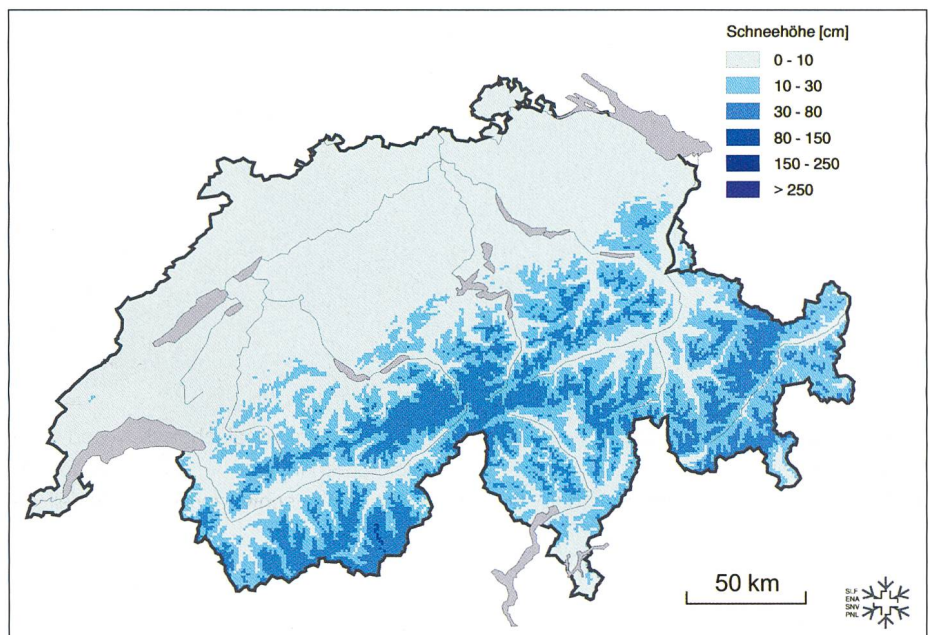 Schneehöhe [cm]
0 - 10
10 - 30
30 - 80
80 - 150
150 - 250
> 250
50 km
SLF
ENA
SNV
PNL